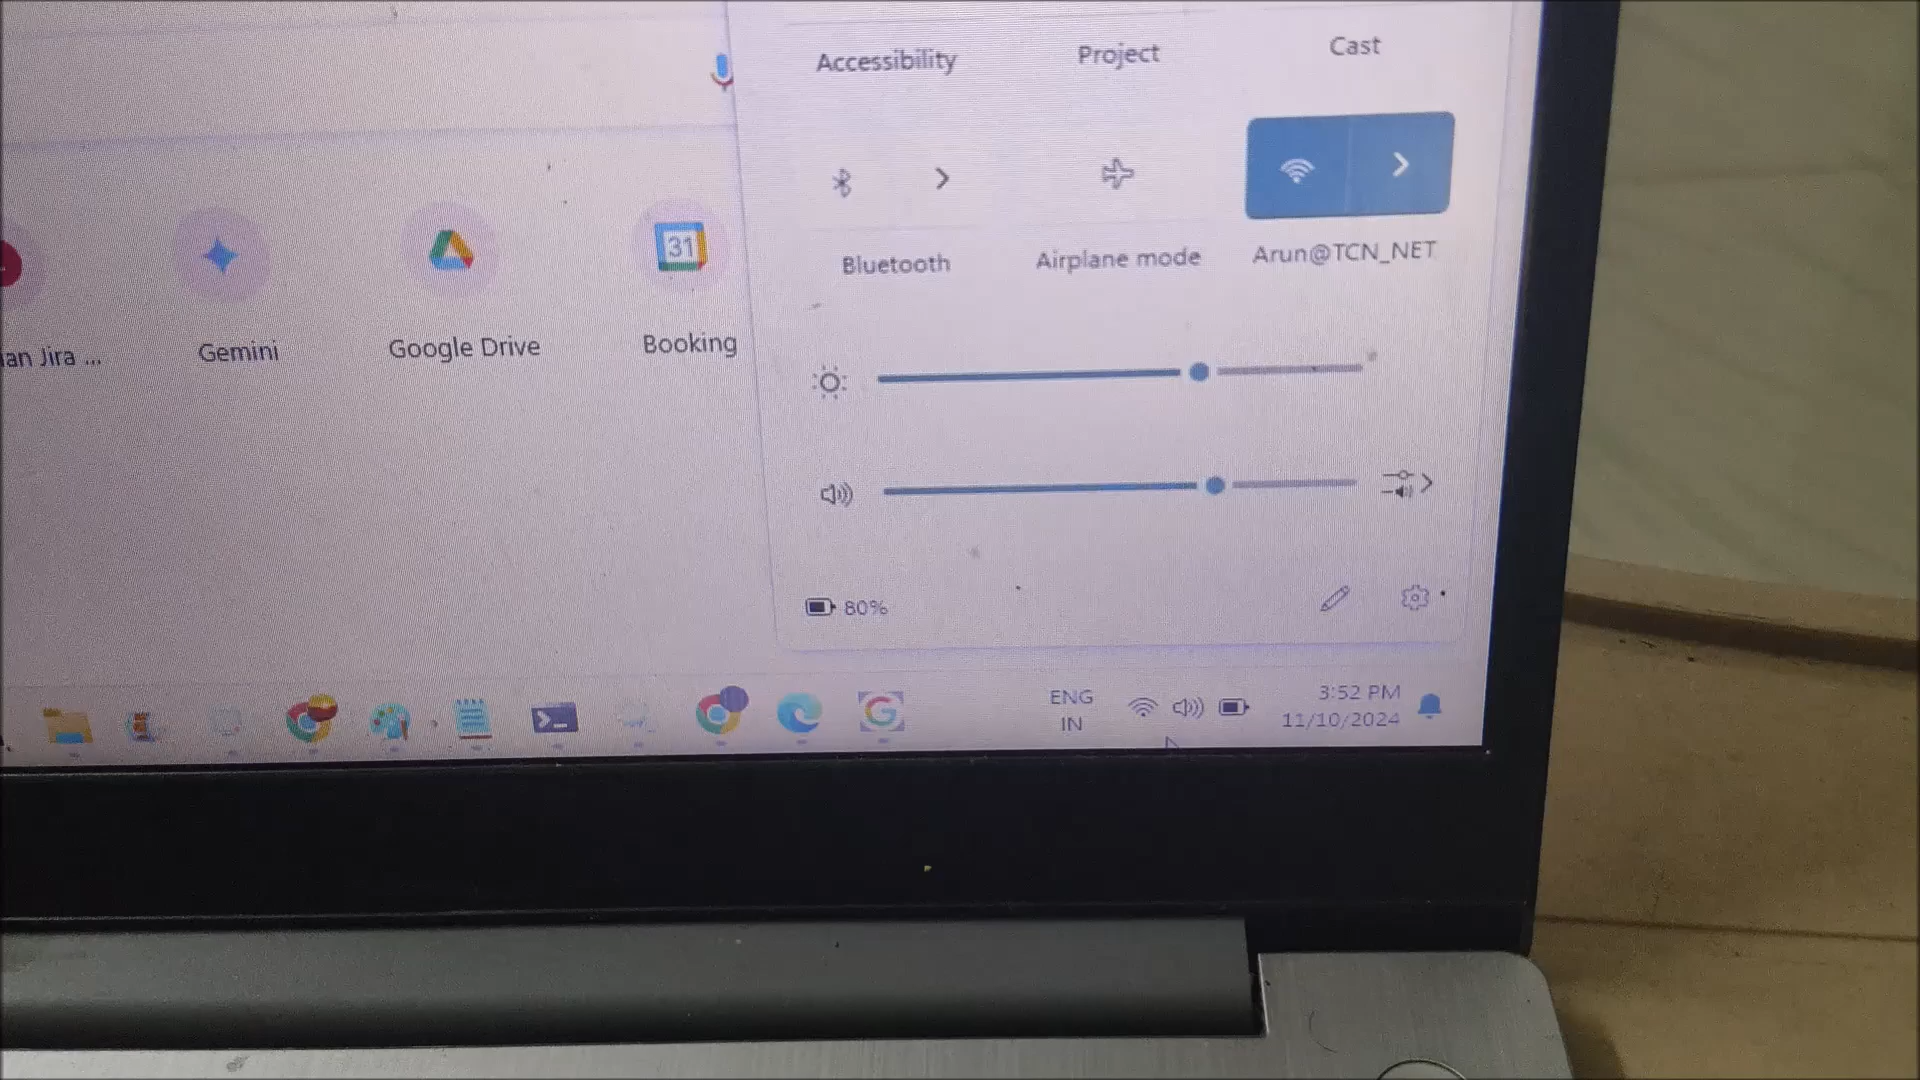 Accessibility
Project
Cast
Bluetooth
Airplane mode
Arun@TCN_NET
31
an Jira ...
Gemini
Google Drive
Booking
80%
ENG
IN
3:52 PM
11/10/2024